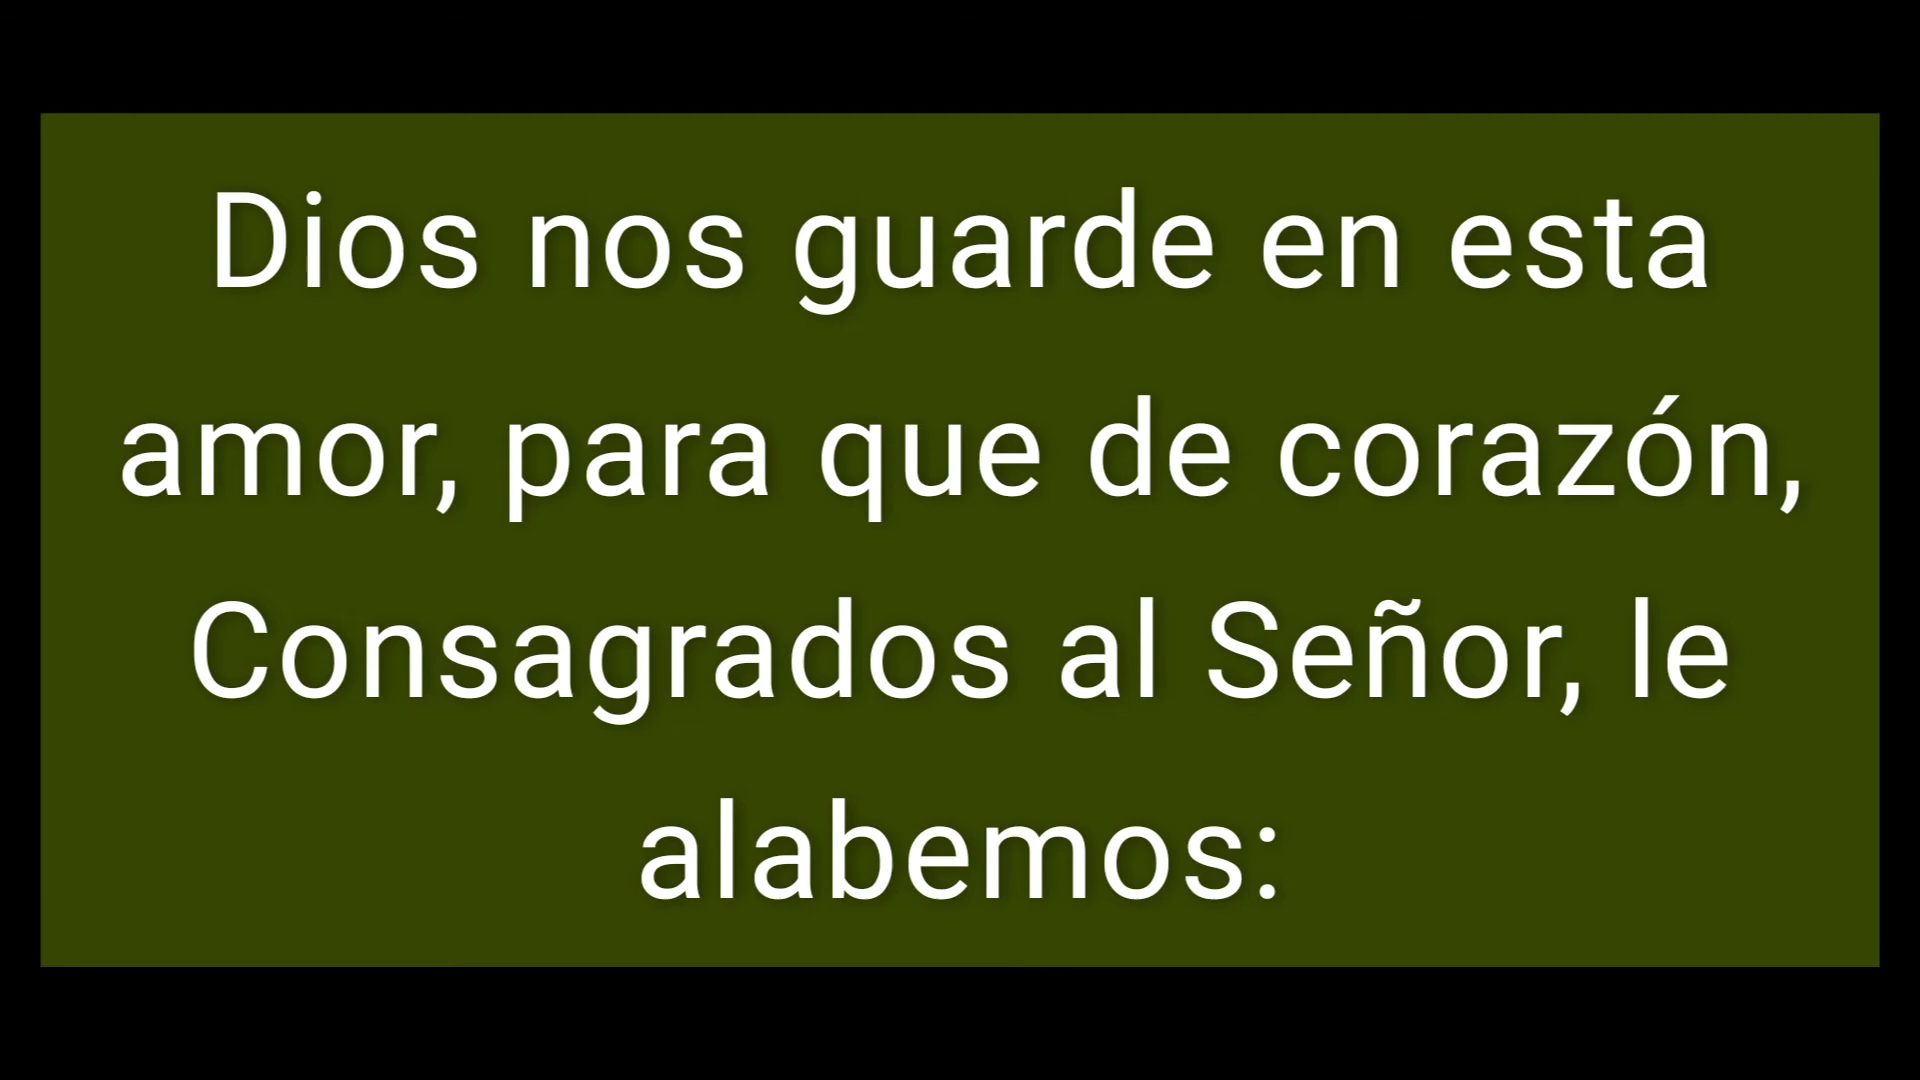 Dios nos guarde en esta
amor, para que de corazón,
Consagrados al Señor, le
alabemos: